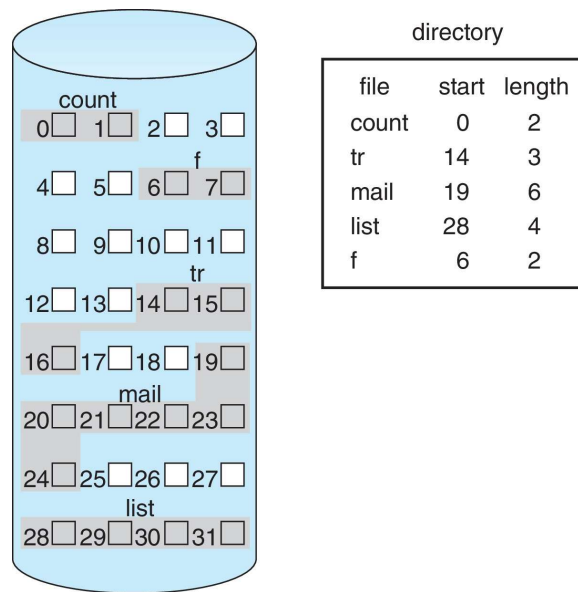 count
0 1 2 3
f
4 5 6 7
8 9 10 11
tr
12 13 14 15
16 17 18 19
mail
20 21 22 23
24 25 26 27
list
28 29 30 31
directory
file start length
count 0 2
tr 14 3
mail 19 6
list 28 4
f 6 2